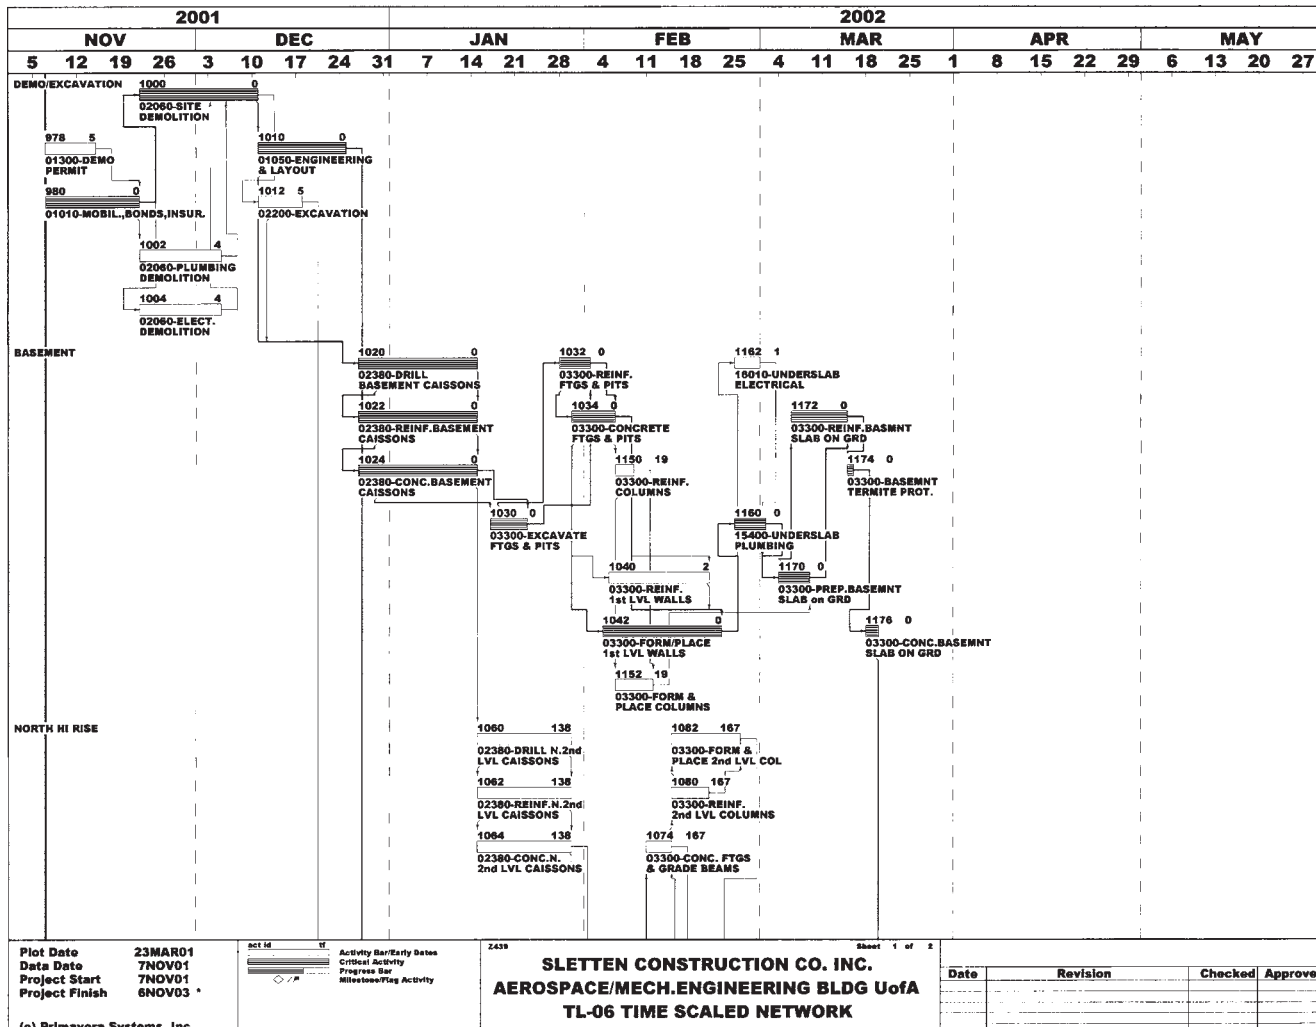 2001 2002
NOV DEC JAN FEB MAR APR MAY
5 12 19 26 3 10 17 24 31 7 14 21 28 4 11 18 25 4 11 18 25 1 8 15 22 29 6 13 20 27
DEMO/EXCAVATION
1000 0
02060-SITE
DEMOLITION
978 5
01300-DEMO
PERMIT
1010 0
01050-ENGINEERING
& LAYOUT
980 0
01010-MOBIL.,BONDS,INSUR.
1012 5
02200-EXCAVATION
1002 4
02060-PLUMBING
DEMOLITION
1004 4
02060-ELECT.
DEMOLITION
BASEMENT
1020 0
02380-DRILL
BASEMENT CAISSONS
1032 0
03300-REINF.
FTGS & PITS
1162 1
16010-UNDERSLAB
ELECTRICAL
1022 0
02380-REINF.BASEMENT
CAISSONS
1034 0
03300-CONCRETE
FTGS & PITS
1172 0
03300-REINF.BASMNT
SLAB ON GRD
1024 0
02380-CONC.BASEMENT
CAISSONS
1150 19
03300-REINF.
COLUMNS
1174 0
03300-BASEMNT
TERMITE PROT.
1030 0
03300-EXCAVATE
FTGS & PITS
1160 0
15400-UNDERSLAB
PLUMBING
1040 2
03300-REINF.
1st LVL WALLS
1170 0
03300-PREP.BASEMNT
SLAB on GRD
1042 0
03300-FORM/PLACE
1st LVL WALLS
1176 0
03300-CONC.BASEMNT
SLAB ON GRD
1152 19
03300-FORM &
PLACE COLUMNS
NORTH HI RISE
1060 138
02380-DRILL N.2nd
LVL CAISSONS
1082 167
03300-FORM &
PLACE 2nd LVL COL
1062 138
02380-REINF.N.2nd
LVL CAISSONS
1080 167
03300-REINF.
2nd LVL COLUMNS
1064 138
02380-CONC.N.
2nd LVL CAISSONS
1074 167
03300-CONC. FTGS
& GRADE BEAMS
Plot Date 23MAR01
Data Date 7NOV01
Project Start 7NOV01
Project Finish 6NOV03 *
(c) Primavera Systems, Inc.
act id tf
Activity Bar/Early Dates
Critical Activity
Progress Bar
Milestone/Flag Activity
Z439
Sheet 1 of 2
SLETTEN CONSTRUCTION CO. INC.
AEROSPACE/MECH.ENGINEERING BLDG UofA
TL-06 TIME SCALED NETWORK
Date Revision Checked Approve